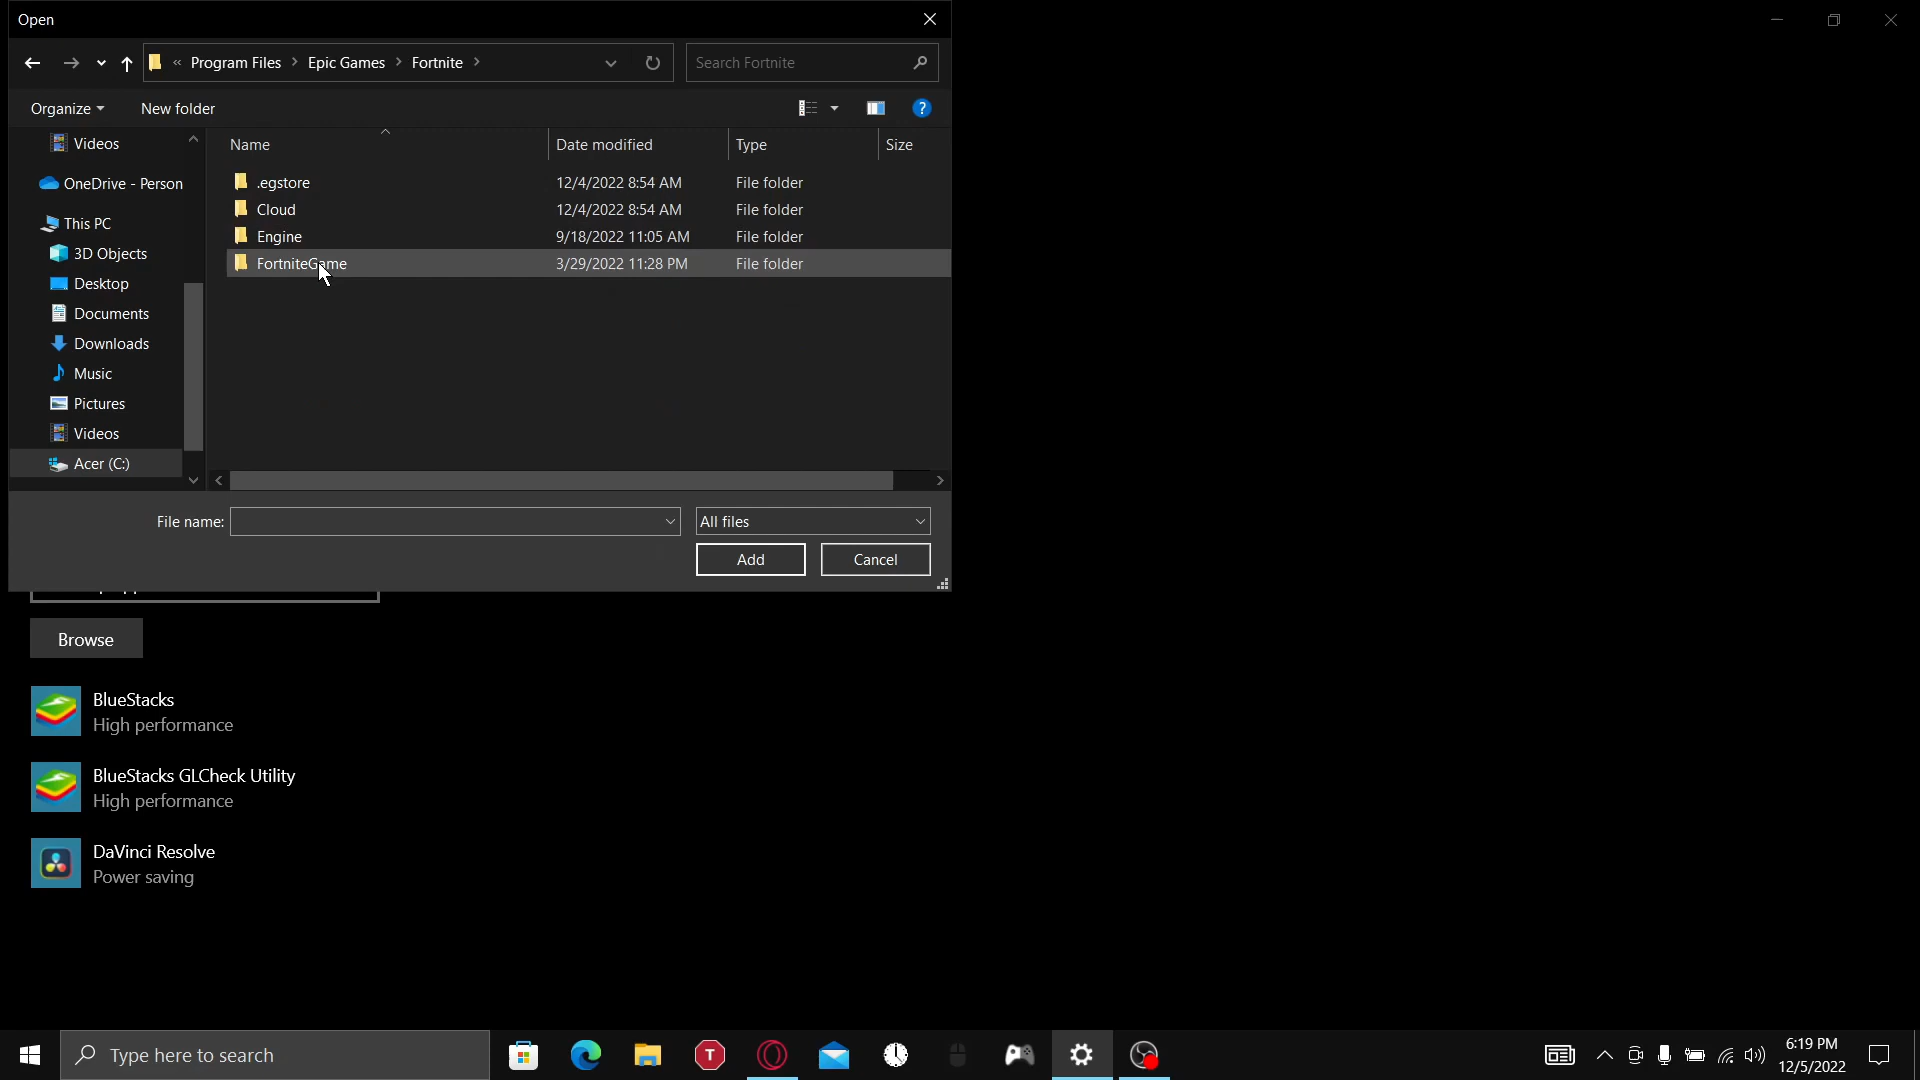 Open
« Program Files > Epic Games > Fortnite >
Search Fortnite
Organize
New folder
?
Name
Date modified
Type
Size
Videos
OneDrive - Person
This PC
3D Objects
Desktop
Documents
Downloads
Music
Pictures
Videos
Acer (C:)
.egstore 12/4/2022 8:54 AM File folder
Cloud 12/4/2022 8:54 AM File folder
Engine 9/18/2022 11:05 AM File folder
FortniteGame 3/29/2022 11:28 PM File folder
File name:
All files
Add
Cancel
Browse
BlueStacks
High performance
BlueStacks GLCheck Utility
High performance
DaVinci Resolve
Power saving
Type here to search
T
6:19 PM
12/5/2022